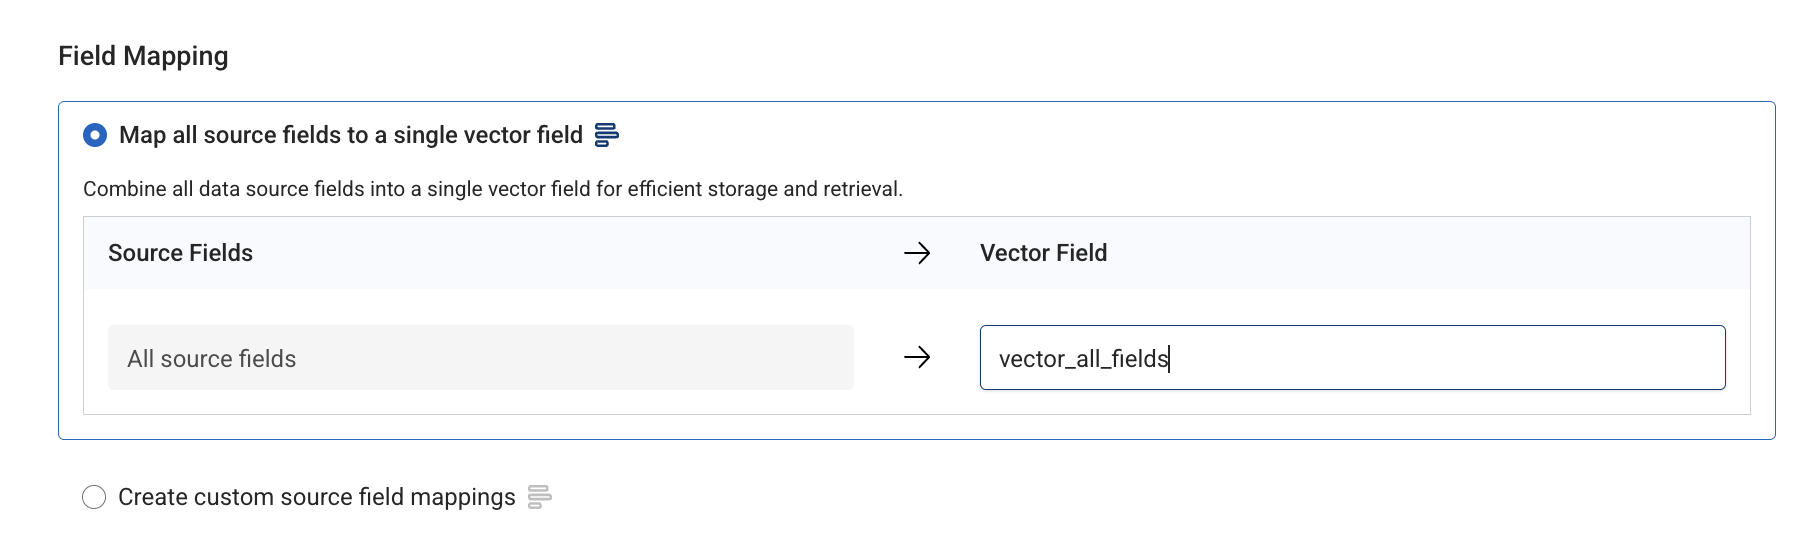 Field Mapping
Map all source fields to a single vector field
Combine all data source fields into a single vector field for efficient storage and retrieval.
Source Fields → Vector Field
All source fields → vector_all_fields
Create custom source field mappings